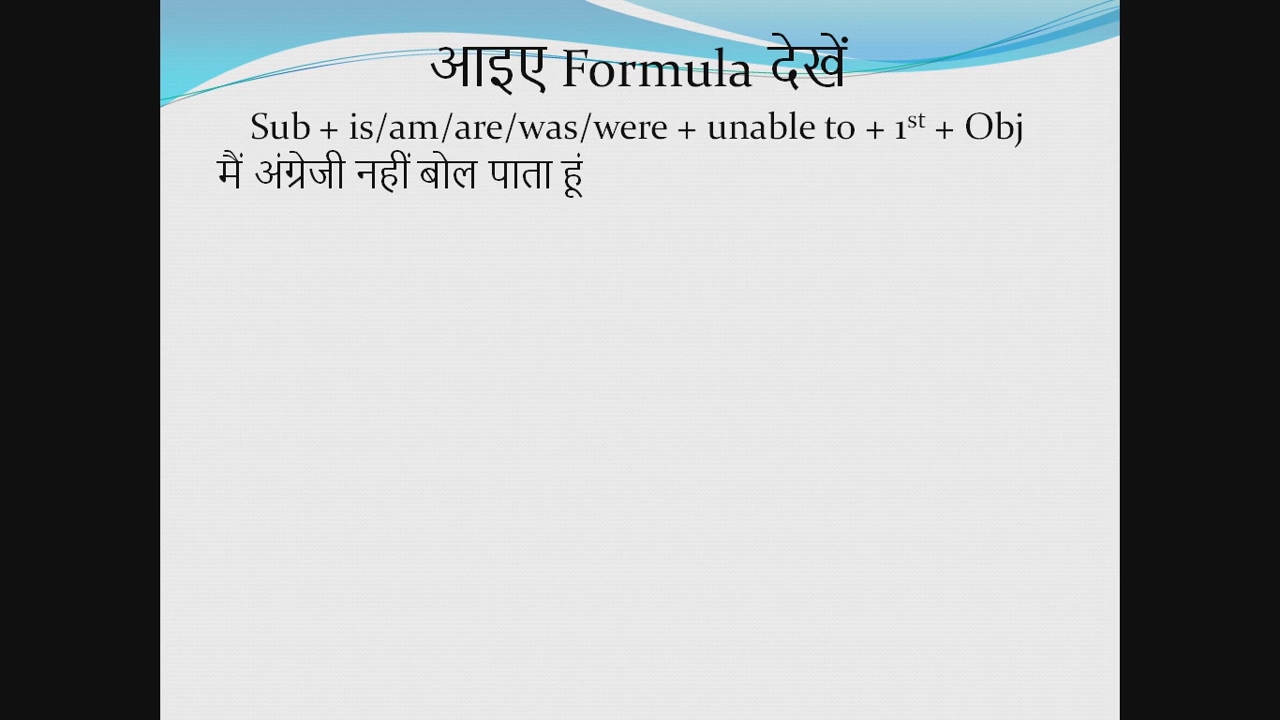 आइए Formula देखें
Sub + is/am/are/was/were + unable to + 1st + Obj
मैं अंग्रेजी नहीं बोल पाता हूं